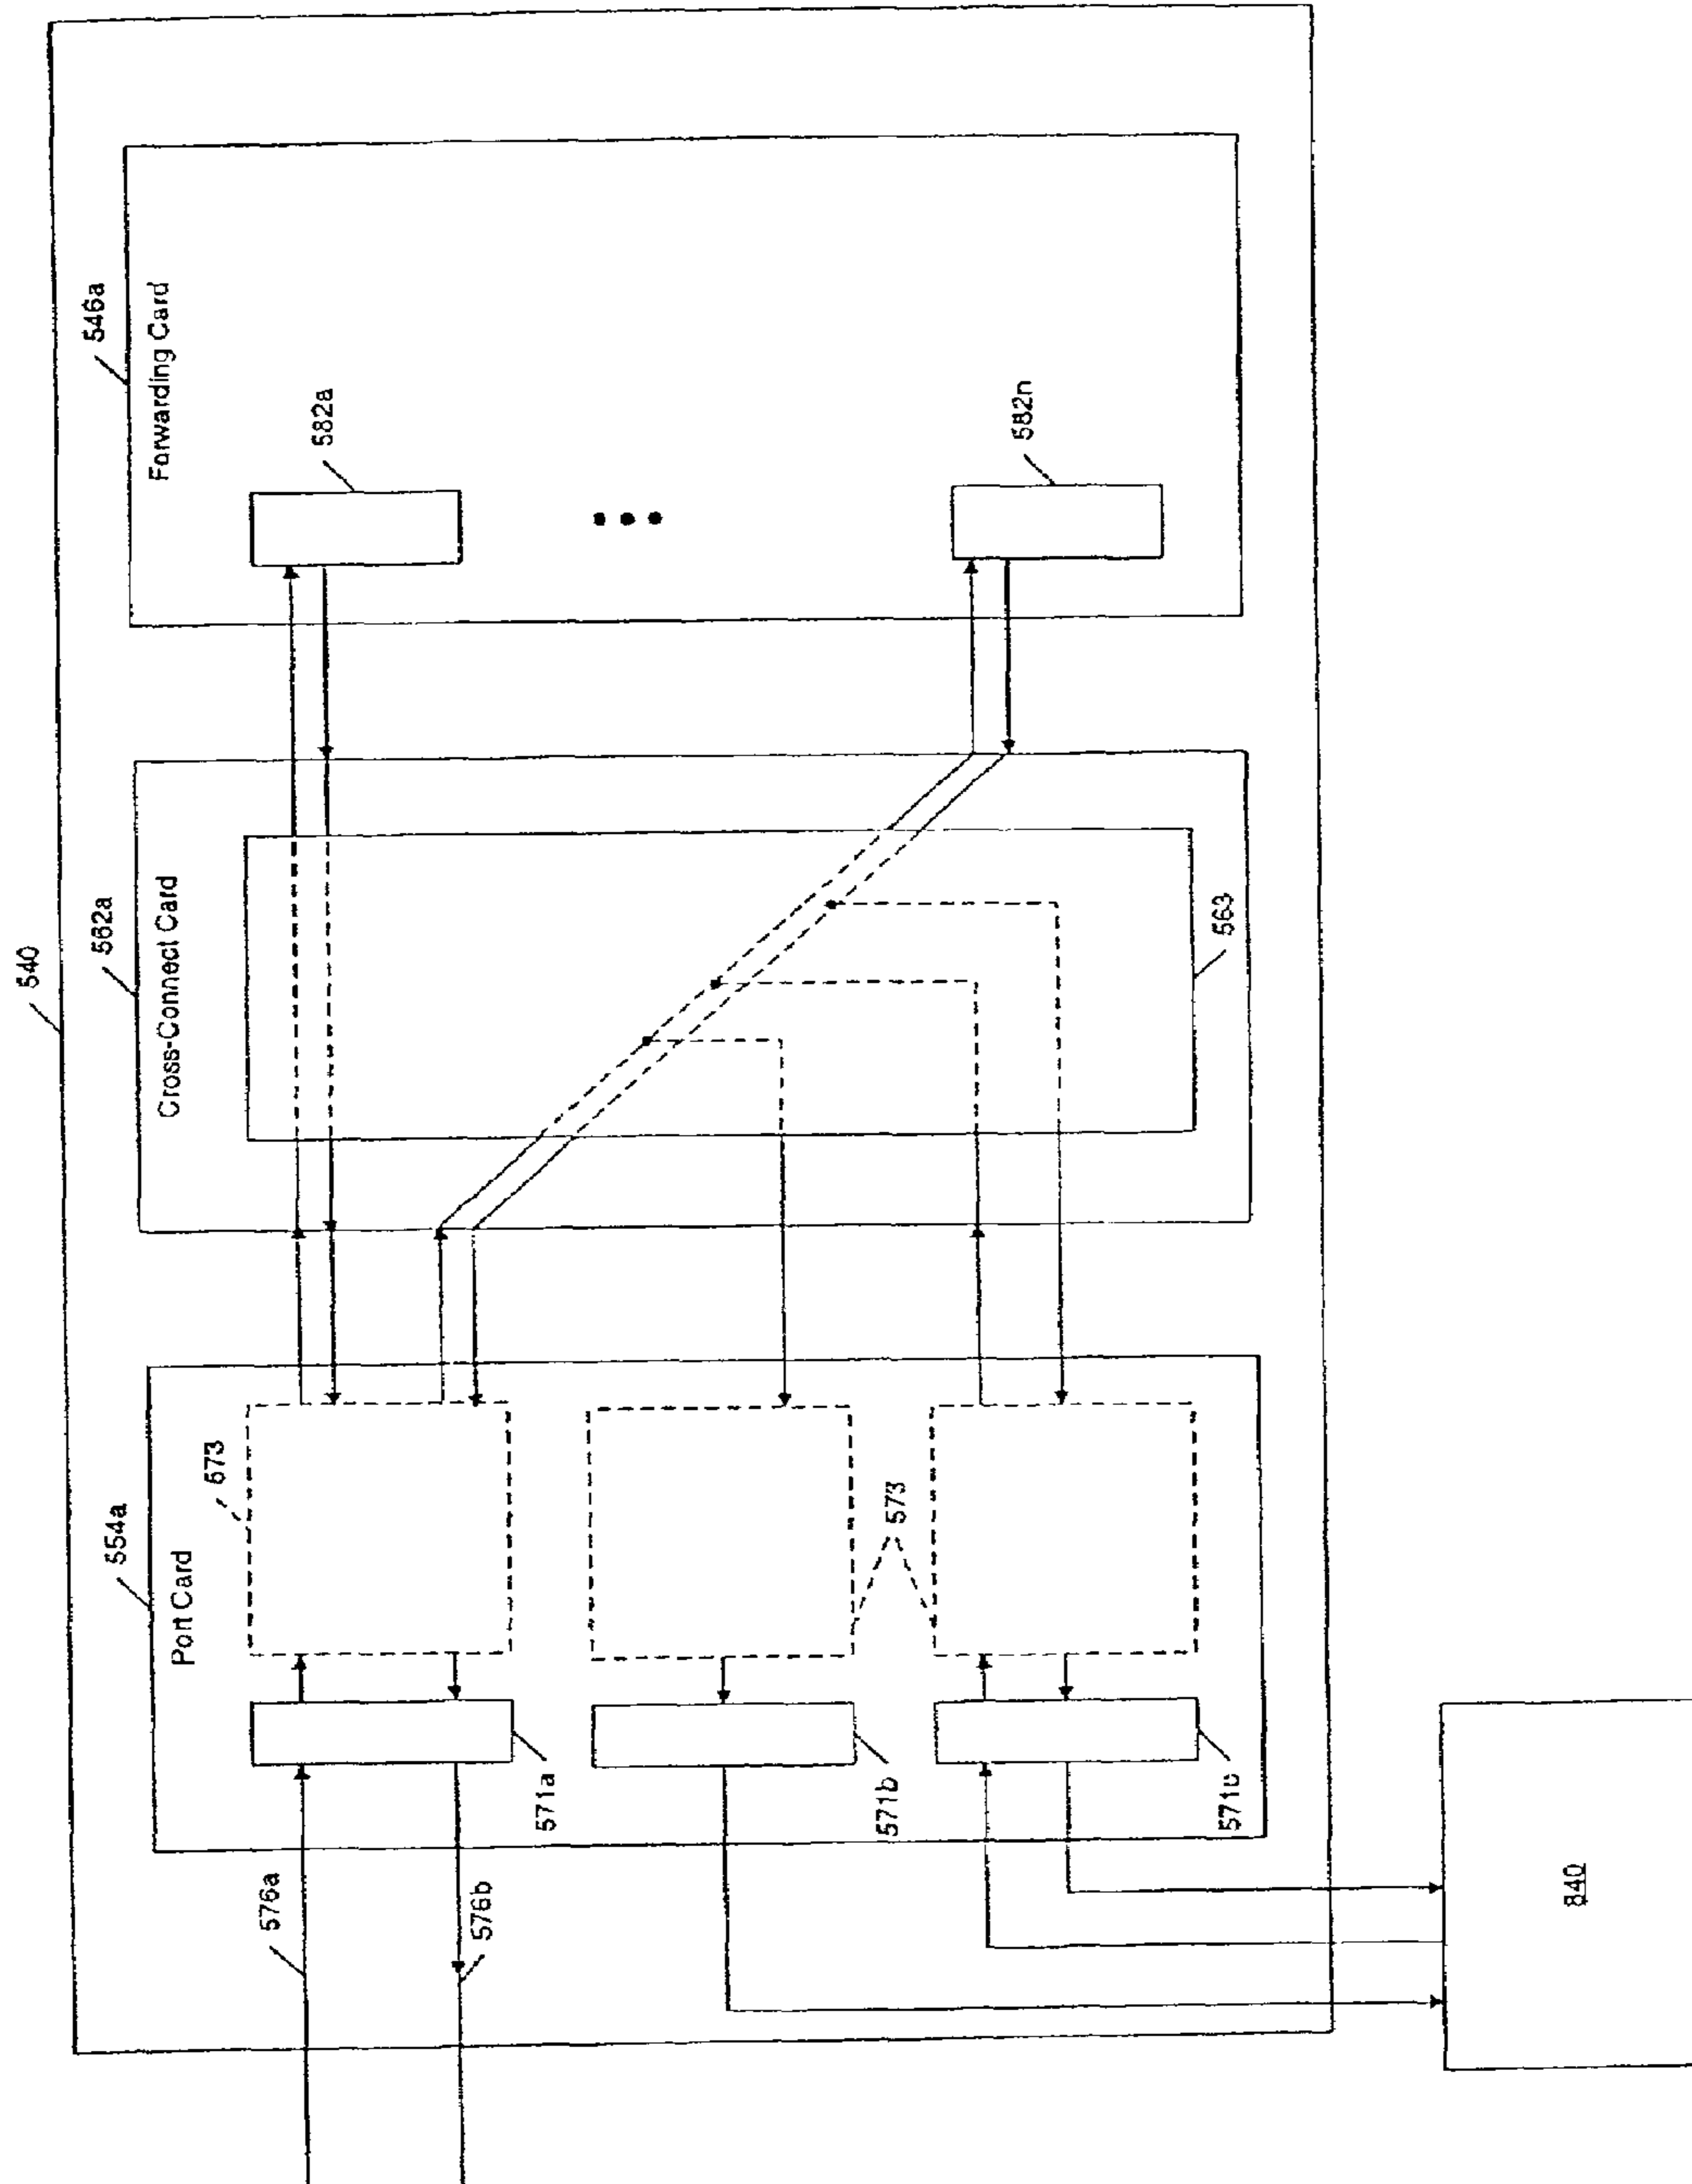 540
546a
Forwarding Card
582a
582n
562a
Cross-Connect Card
563
554a
Port Card
573
573
571a
571b
571b
576a
576b
840